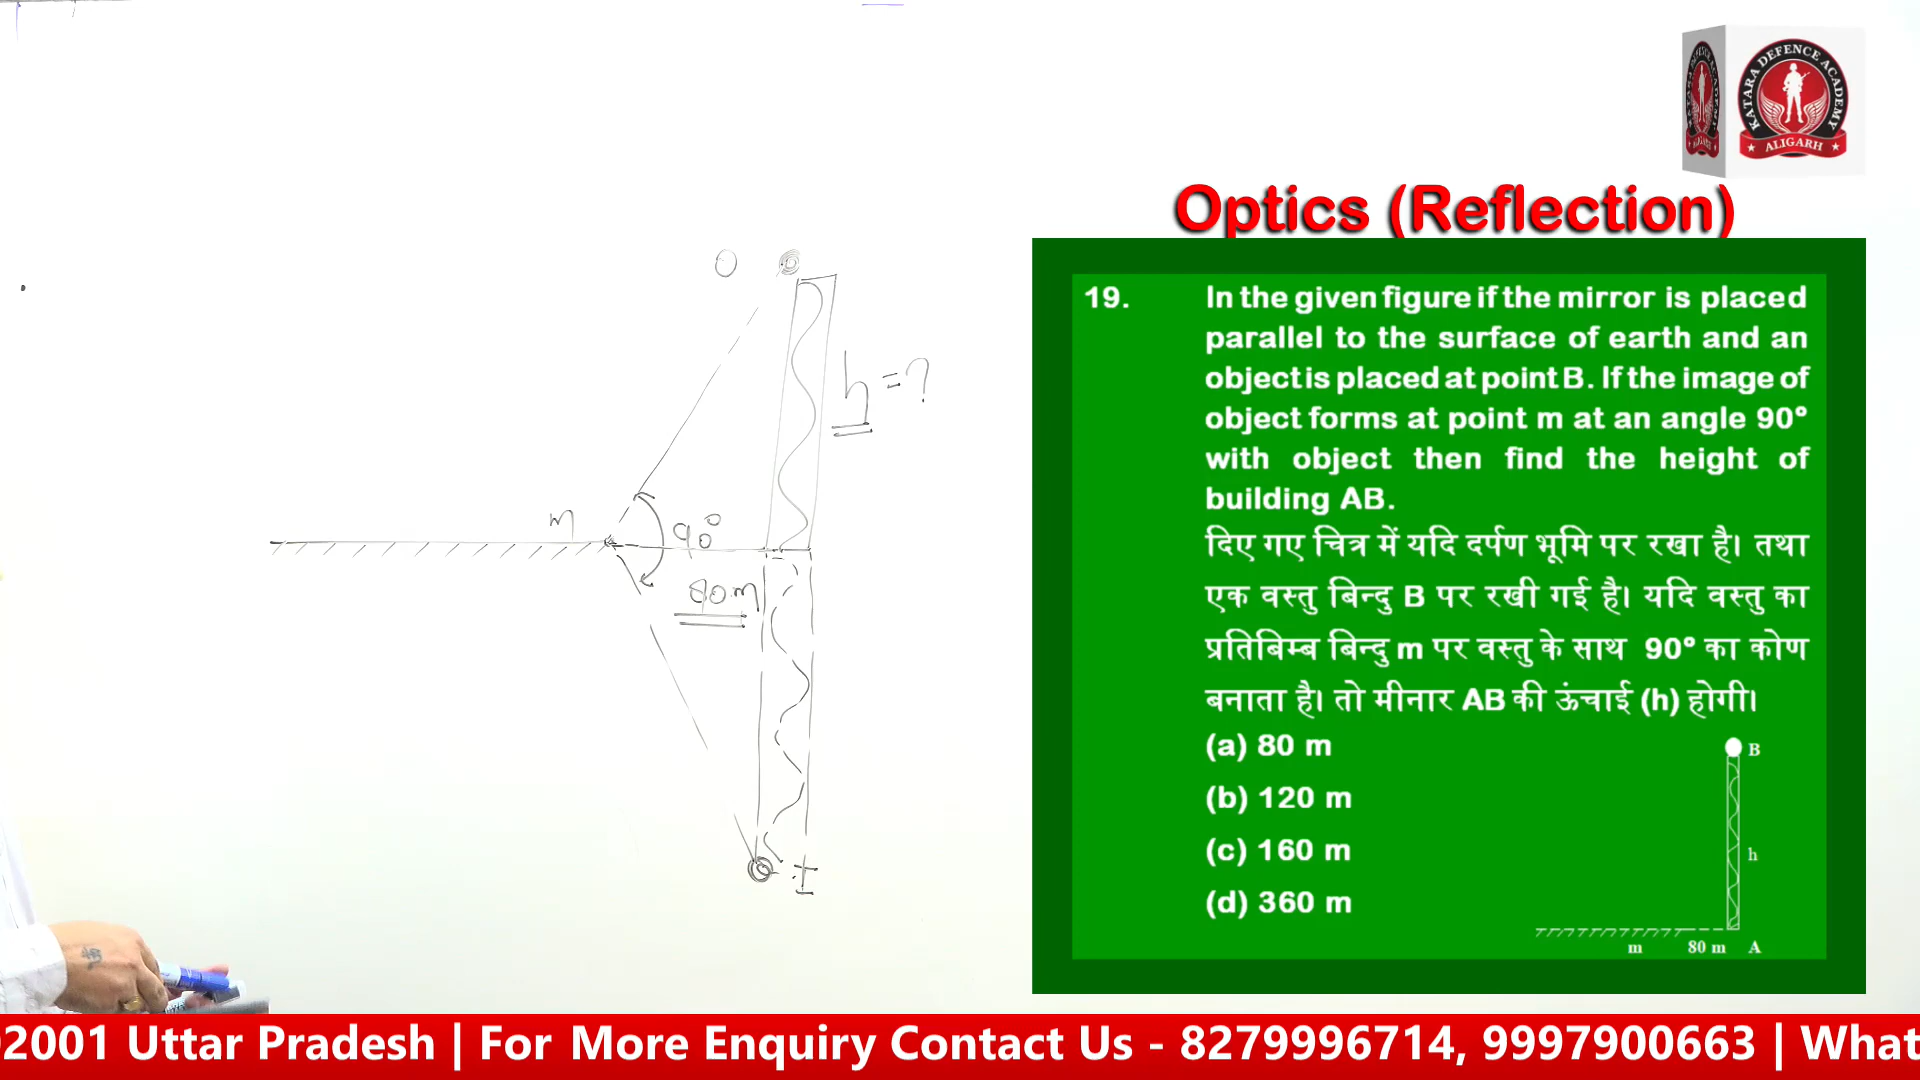 KATARA DEFENCE ACADEMY
ALIGARH
Optics (Reflection)
19. In the given figure if the mirror is placed
parallel to the surface of earth and an
object is placed at point B. If the image of
object forms at point m at an angle 90°
with object then find the height of
building AB.
दिए गए चित्र में यदि दर्पण भूमि पर रखा है। तथा
एक वस्तु बिन्दु B पर रखी गई है। यदि वस्तु का
प्रतिबिम्ब बिन्दु m पर वस्तु के साथ 90° का कोण
बनाता है। तो मीनार AB की ऊंचाई (h) होगी।
(a) 80 m
(b) 120 m
(c) 160 m
(d) 360 m
B
h
m 80 m A
O
h = ?
m
90°
80m
I
2001 Uttar Pradesh | For More Enquiry Contact Us - 8279996714, 9997900663 | What